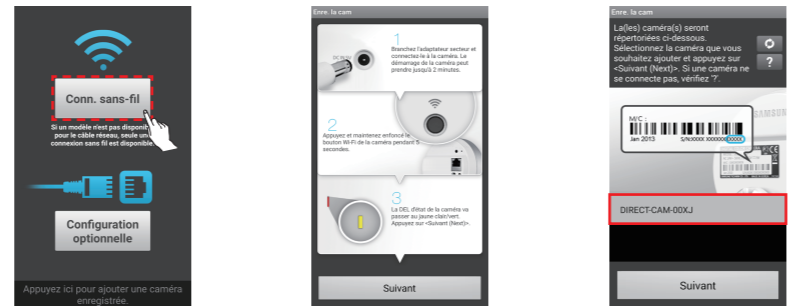 Conn. sans-fil
Si un modèle n'est pas disponible
pour le câble réseau, seule une
connexion sans fil est disponible.
Configuration
optionnelle
Appuyez ici pour ajouter une caméra
enregistrée.
Enre. la cam
1
Branchez l'adaptateur secteur et
connectez-le à la caméra. Le
démarrage de la caméra peut
prendre jusqu'à 2 minutes.
2
Appuyez et maintenez enfoncé le
bouton Wi-Fi de la caméra pendant 5
secondes.
3
La DEL d'état de la caméra va
passer au jaune clair/vert.
Appuyez sur <Suivant (Next)>.
Suivant
Enre. la cam
La(les) caméra(s) seront
répertoriées ci-dessous.
Sélectionnez la caméra que vous
souhaitez ajouter et appuyez sur
<Suivant (Next)>. Si une caméra ne
se connecte pas, vérifiez '?'.
?
SAMSUNG
M/C :
Jan 2013 S/N:XXXX XXXXXXXXXXX
DIRECT-CAM-00XJ
Suivant